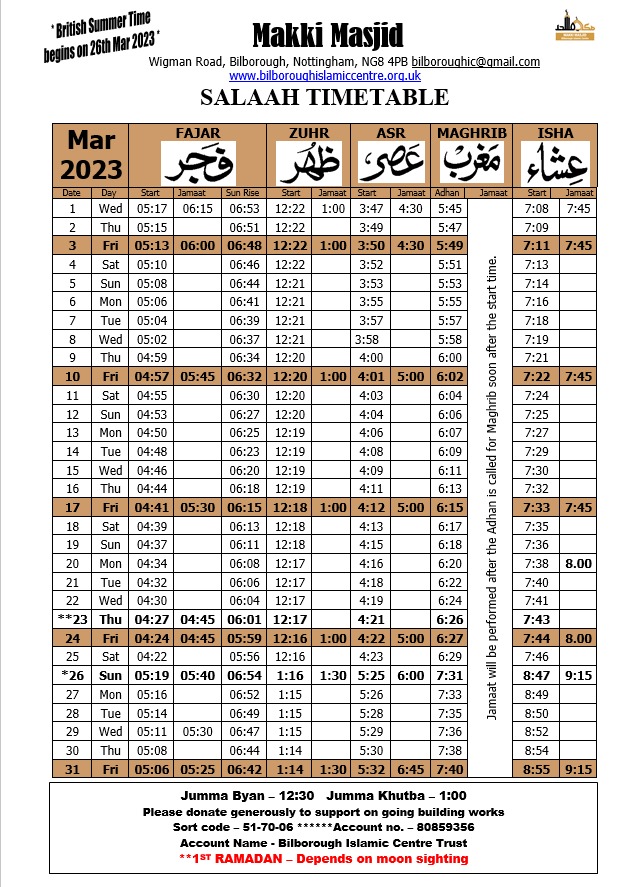 * British Summer Time
begins on 26th Mar 2023 *
Makki Masjid
Wigman Road, Bilborough, Nottingham, NG8 4PB bilboroughic@gmail.com
www.bilboroughislamiccentre.org.uk
SALAAH TIMETABLE
Mar 2023 FAJAR ZUHR ASR MAGHRIB ISHA
فَجَر ظُهُر عَصَر مَغْرِب عِشَاء
Date Day Start Jamaat Sun Rise Start Jamaat Start Jamaat Adhan Jamaat Start Jamaat
1 Wed 05:17 06:15 06:53 12:22 1:00 3:47 4:30 5:45 7:08 7:45
2 Thu 05:15 06:51 12:22 3:49 5:47 7:09
3 Fri 05:13 06:00 06:48 12:22 1:00 3:50 4:30 5:49 7:11 7:45
4 Sat 05:10 06:46 12:22 3:52 5:51 7:13
5 Sun 05:08 06:44 12:21 3:53 5:53 7:14
6 Mon 05:06 06:41 12:21 3:55 5:55 7:16
7 Tue 05:04 06:39 12:21 3:57 5:57 7:18
8 Wed 05:02 06:37 12:21 3:58 5:58 7:19
9 Thu 04:59 06:34 12:20 4:00 6:00 7:21
10 Fri 04:57 05:45 06:32 12:20 1:00 4:01 5:00 6:02 7:22 7:45
11 Sat 04:55 06:30 12:20 4:03 6:04 7:24
12 Sun 04:53 06:27 12:20 4:04 6:06 7:25
13 Mon 04:50 06:25 12:19 4:06 6:07 7:27
14 Tue 04:48 06:23 12:19 4:08 6:09 7:29
15 Wed 04:46 06:20 12:19 4:09 6:11 7:30
16 Thu 04:44 06:18 12:19 4:11 6:13 7:32
17 Fri 04:41 05:30 06:15 12:18 1:00 4:12 5:00 6:15 7:33 7:45
18 Sat 04:39 06:13 12:18 4:13 6:17 7:35
19 Sun 04:37 06:11 12:18 4:15 6:18 7:36
20 Mon 04:34 06:08 12:17 4:16 6:20 7:38 8.00
21 Tue 04:32 06:06 12:17 4:18 6:22 7:40
22 Wed 04:30 06:04 12:17 4:19 6:24 7:41
**23 Thu 04:27 04:45 06:01 12:17 4:21 6:26 7:43
24 Fri 04:24 04:45 05:59 12:16 1:00 4:22 5:00 6:27 7:44 8.00
25 Sat 04:22 05:56 12:16 4:23 6:29 7:46
*26 Sun 05:19 05:40 06:54 1:16 1:30 5:25 6:00 7:31 8:47 9:15
27 Mon 05:16 06:52 1:15 5:26 7:33 8:49
28 Tue 05:14 06:49 1:15 5:28 7:35 8:50
29 Wed 05:11 05:30 06:47 1:15 5:29 7:36 8:52
30 Thu 05:08 06:44 1:14 5:30 7:38 8:54
31 Fri 05:06 05:25 06:42 1:14 1:30 5:32 6:45 7:40 8:55 9:15
Jamaat will be performed after the Adhan is called for Maghrib soon after the start time.
Jumma Byan – 12:30 Jumma Khutba – 1:00
Please donate generously to support on going building works
Sort code – 51-70-06 ******Account no. – 80859356
Account Name - Bilborough Islamic Centre Trust
**1ST RAMADAN – Depends on moon sighting